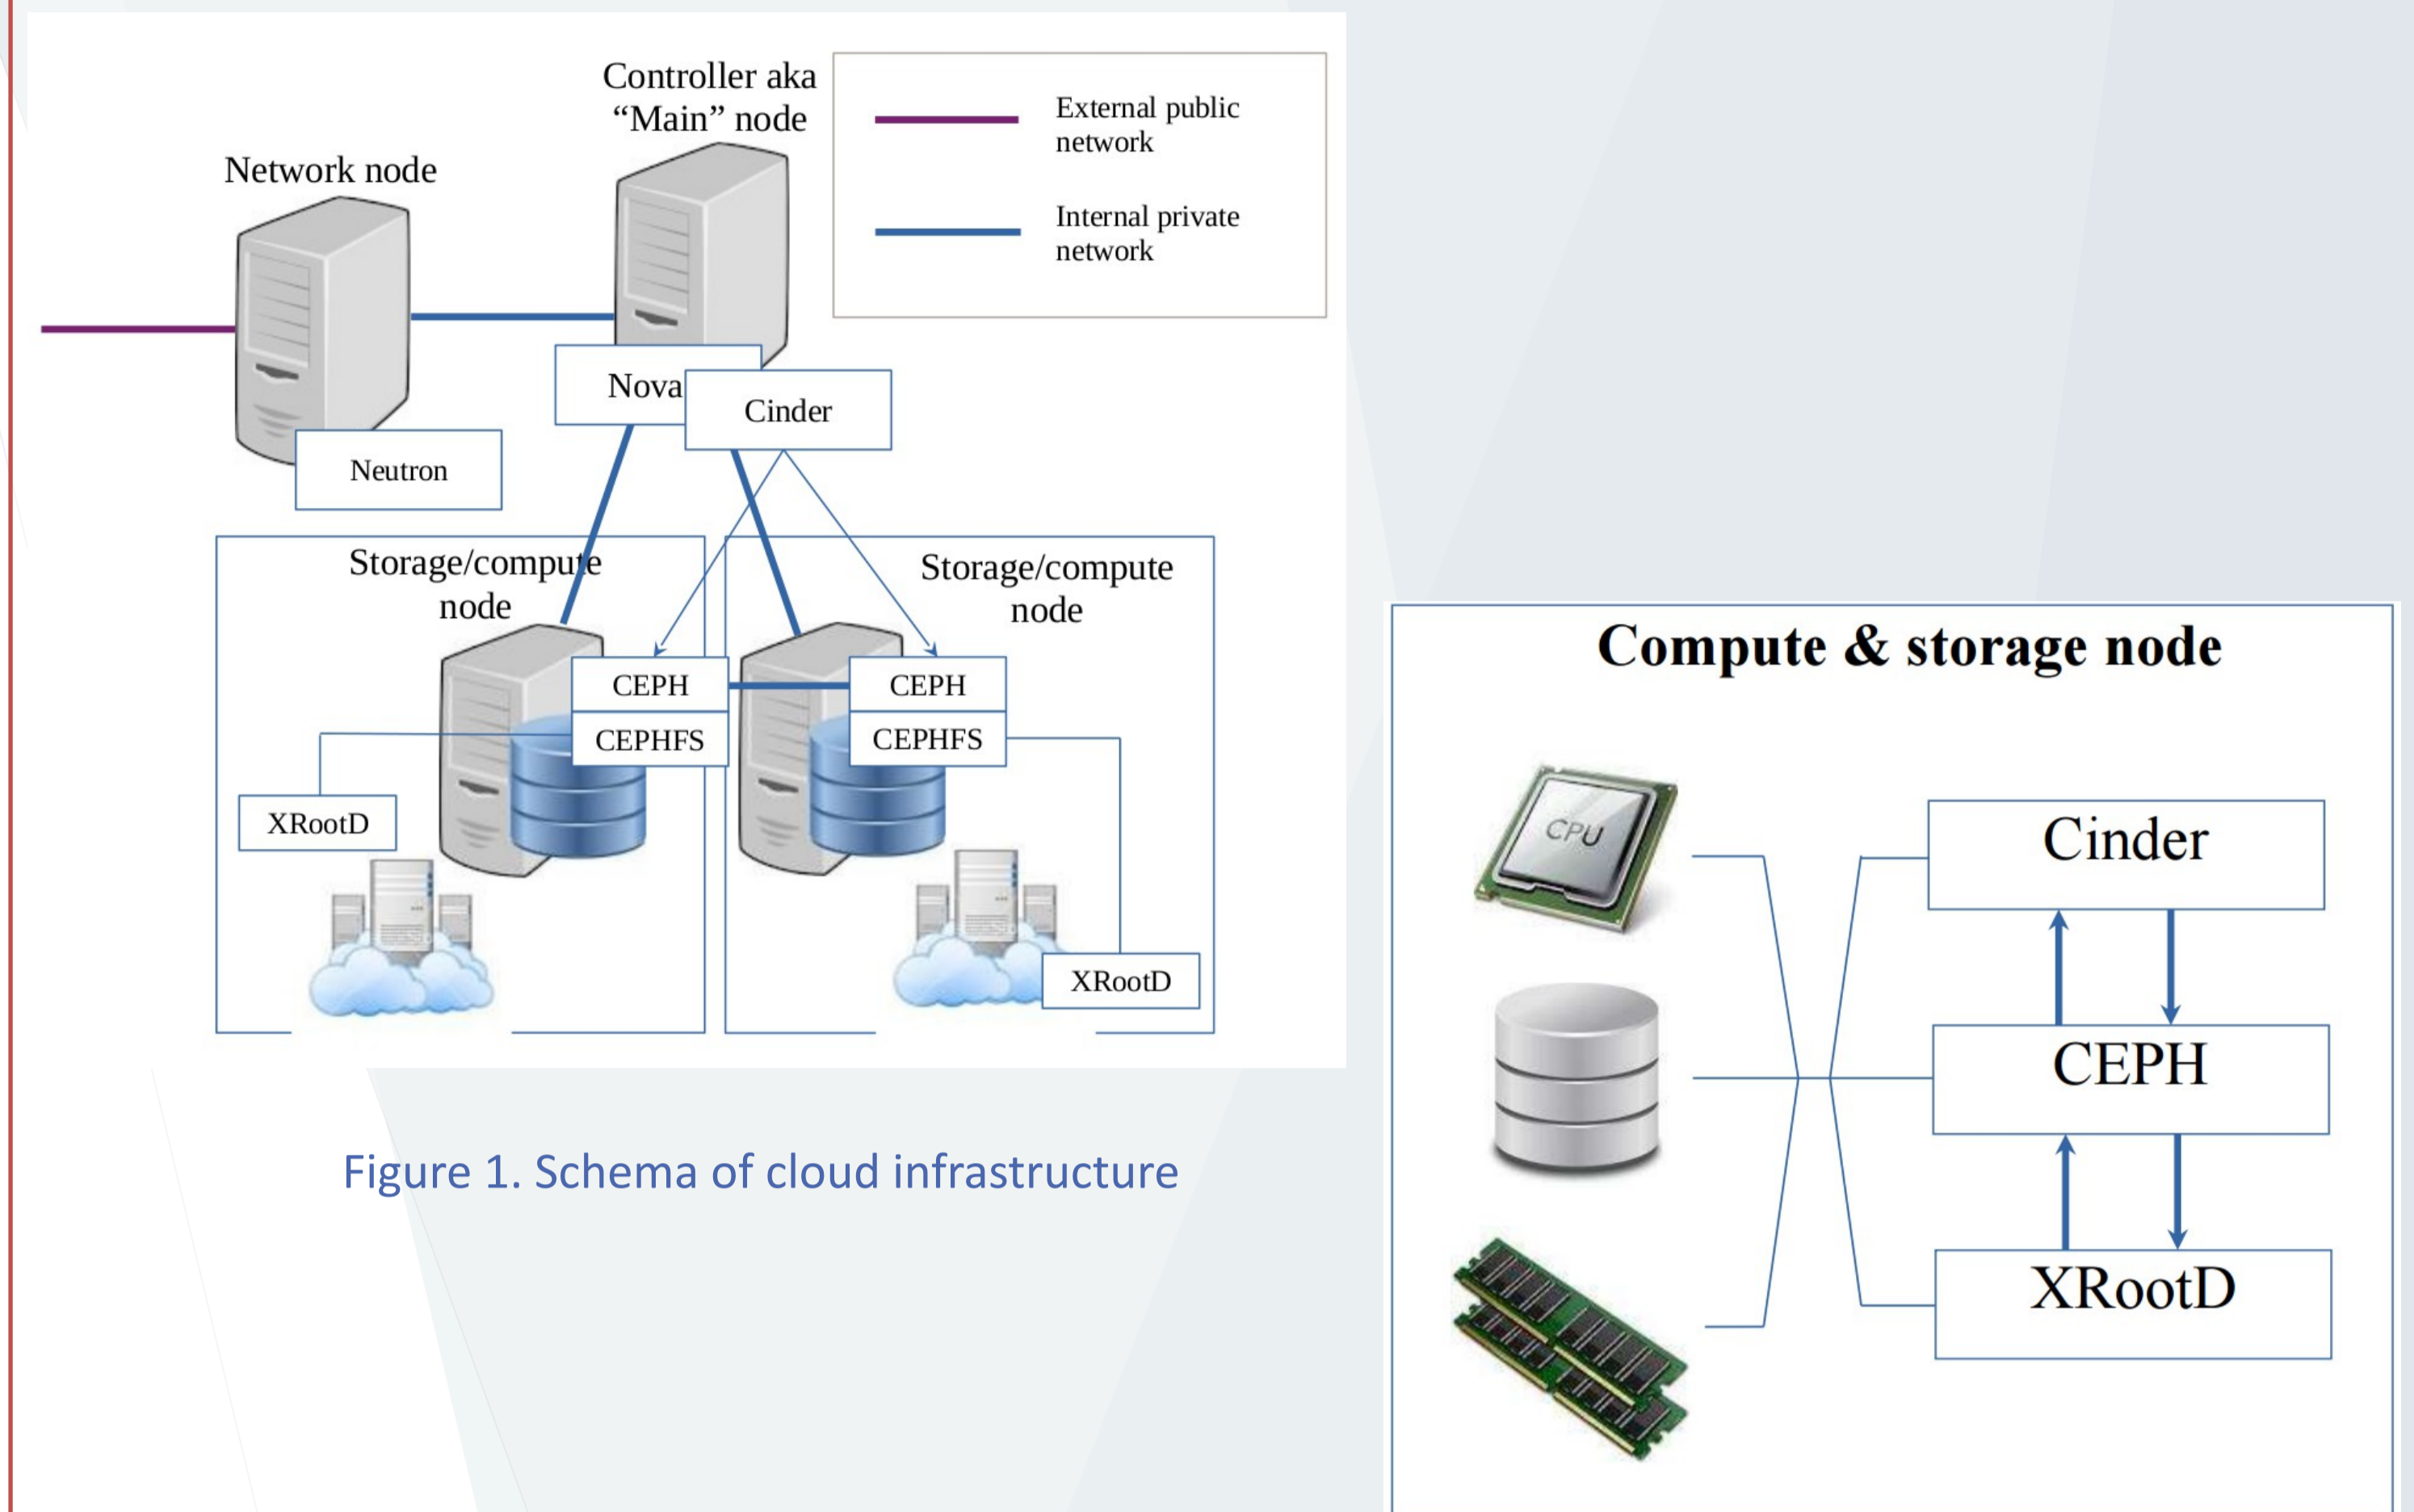 Controller aka
“Main” node
External public
network
Internal private
network
Network node
Nova
Cinder
Neutron
Storage/compute
node
Storage/compute
node
CEPH
CEPHFS
CEPH
CEPHFS
XRootD
XRootD
Figure 1. Schema of cloud infrastructure
Compute & storage node
CPU
Cinder
CEPH
XRootD